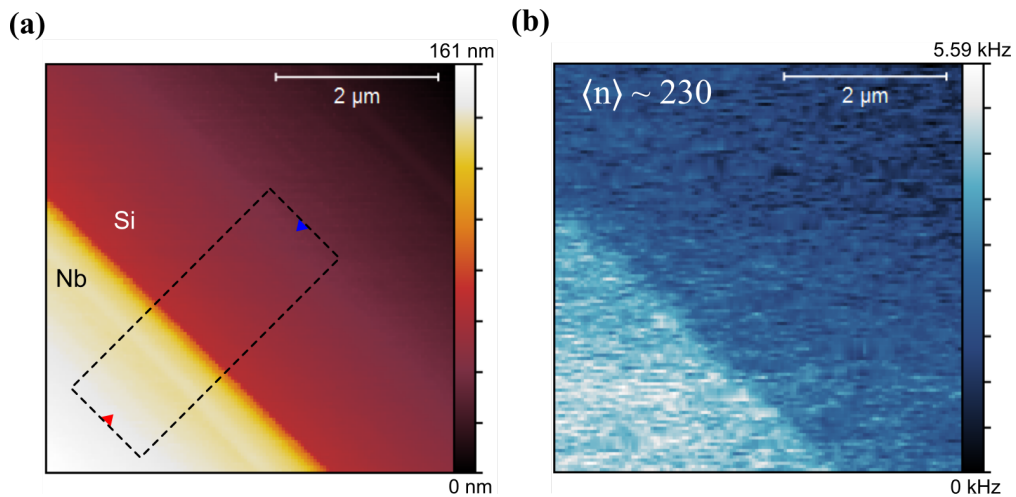 (a)
161 nm
2 µm
Si
Nb
0 nm
(b)
5.59 kHz
⟨n⟩ ~ 230
2 µm
0 kHz